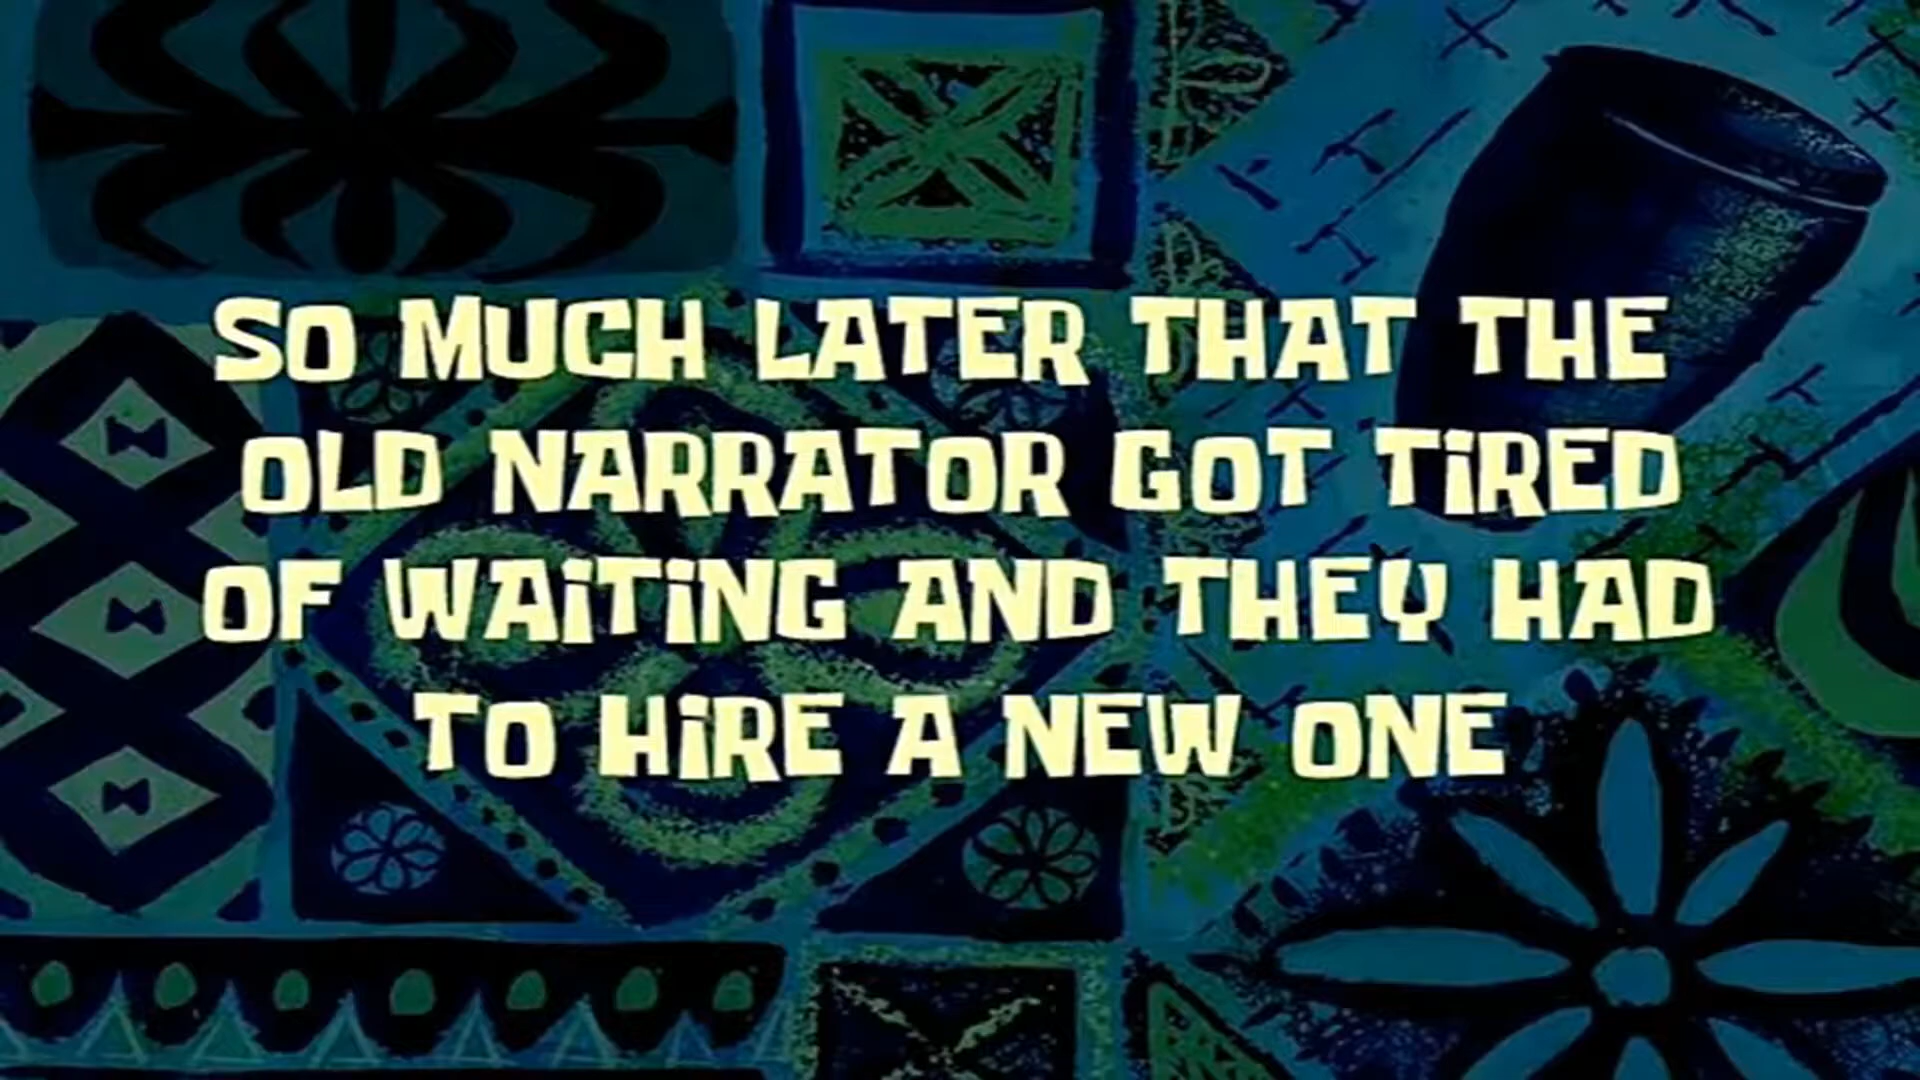 SO MUCH LATER THAT THE
OLD NARRATOR GOT TiRED
OF WAiTiNG AND THEY HAD
TO HiRE A NEW ONE